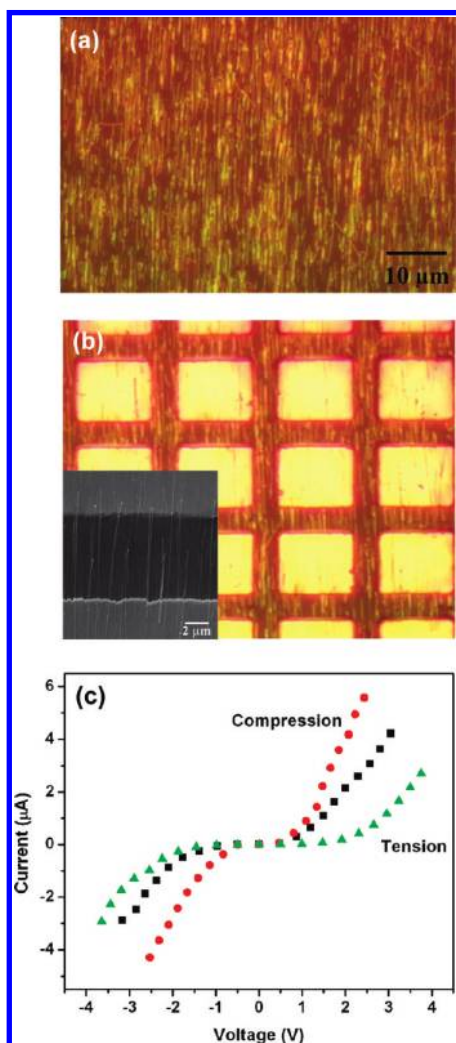 (a)
10 μm
(b)
2 μm
(c)
6
4
2
0
-2
-4
Compression
Tension
Current (μA)
-4 -3 -2 -1 0 1 2 3 4
Voltage (V)